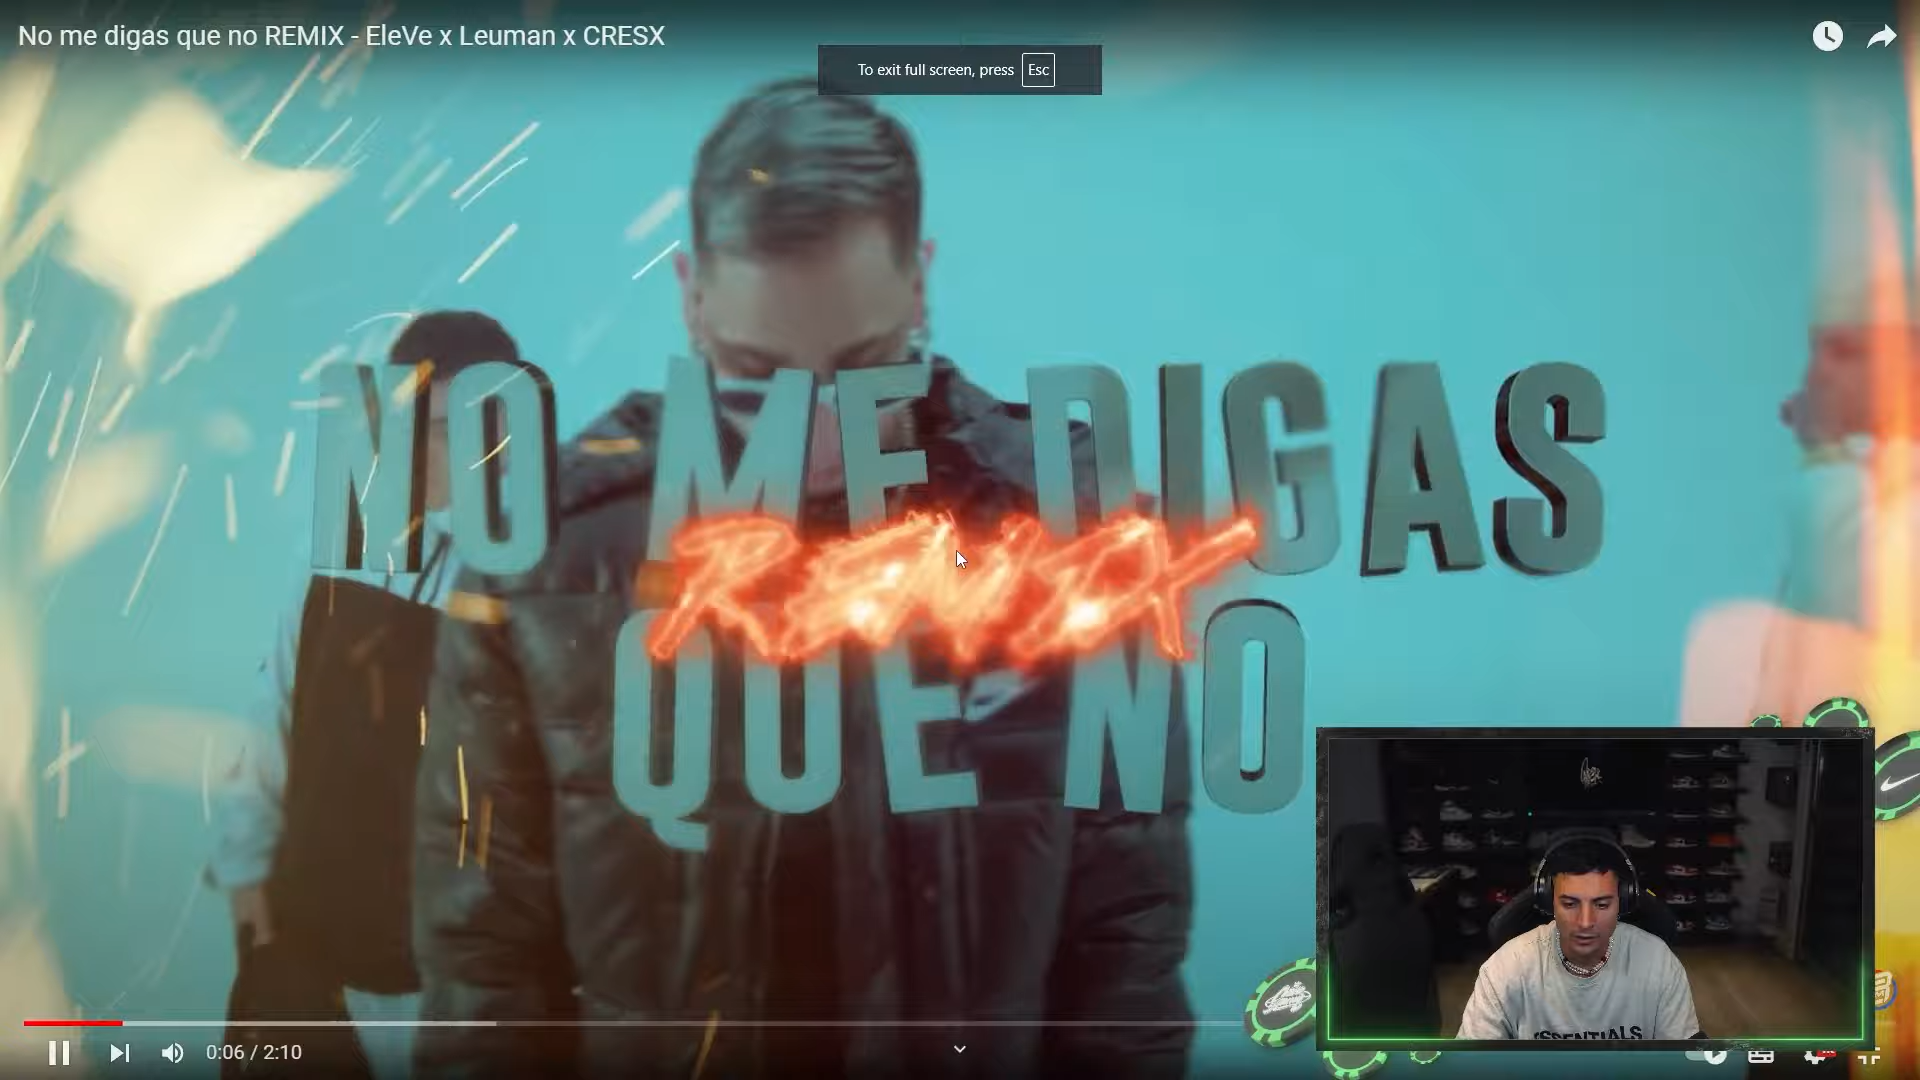 No me digas que no REMIX - EleVe x Leuman x CRESX
To exit full screen, press Esc
NO ME DIGAS
REMIX
QUE NO
ESSENTIALS
0:06 / 2:10